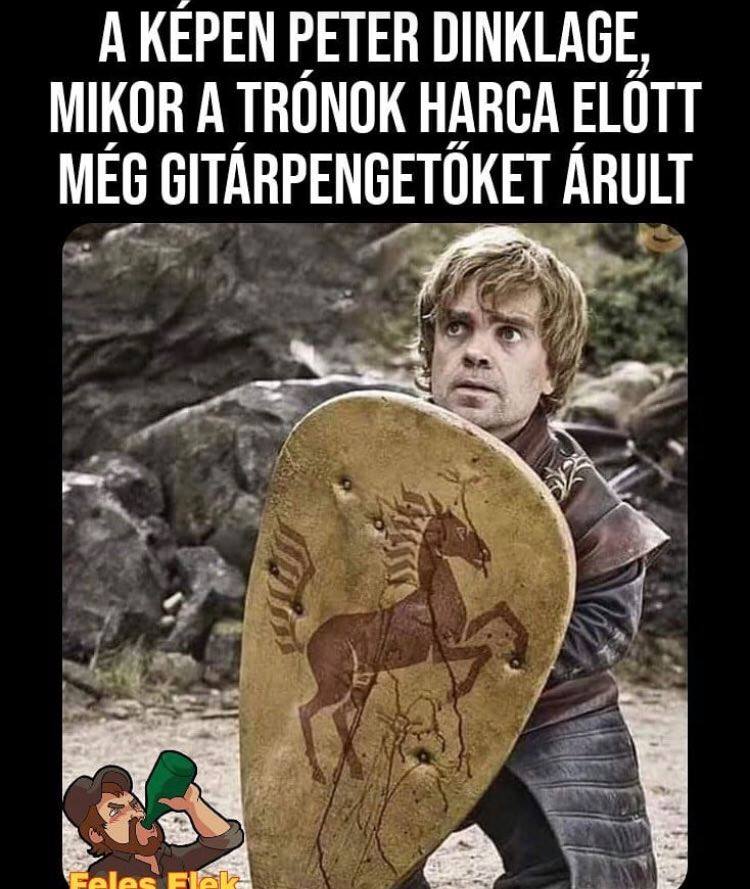 A KÉPEN PETER DINKLAGE,
MIKOR A TRÓNOK HARCA ELŐTT
MÉG GITÁRPENGETŐKET ÁRULT
Feles Elek